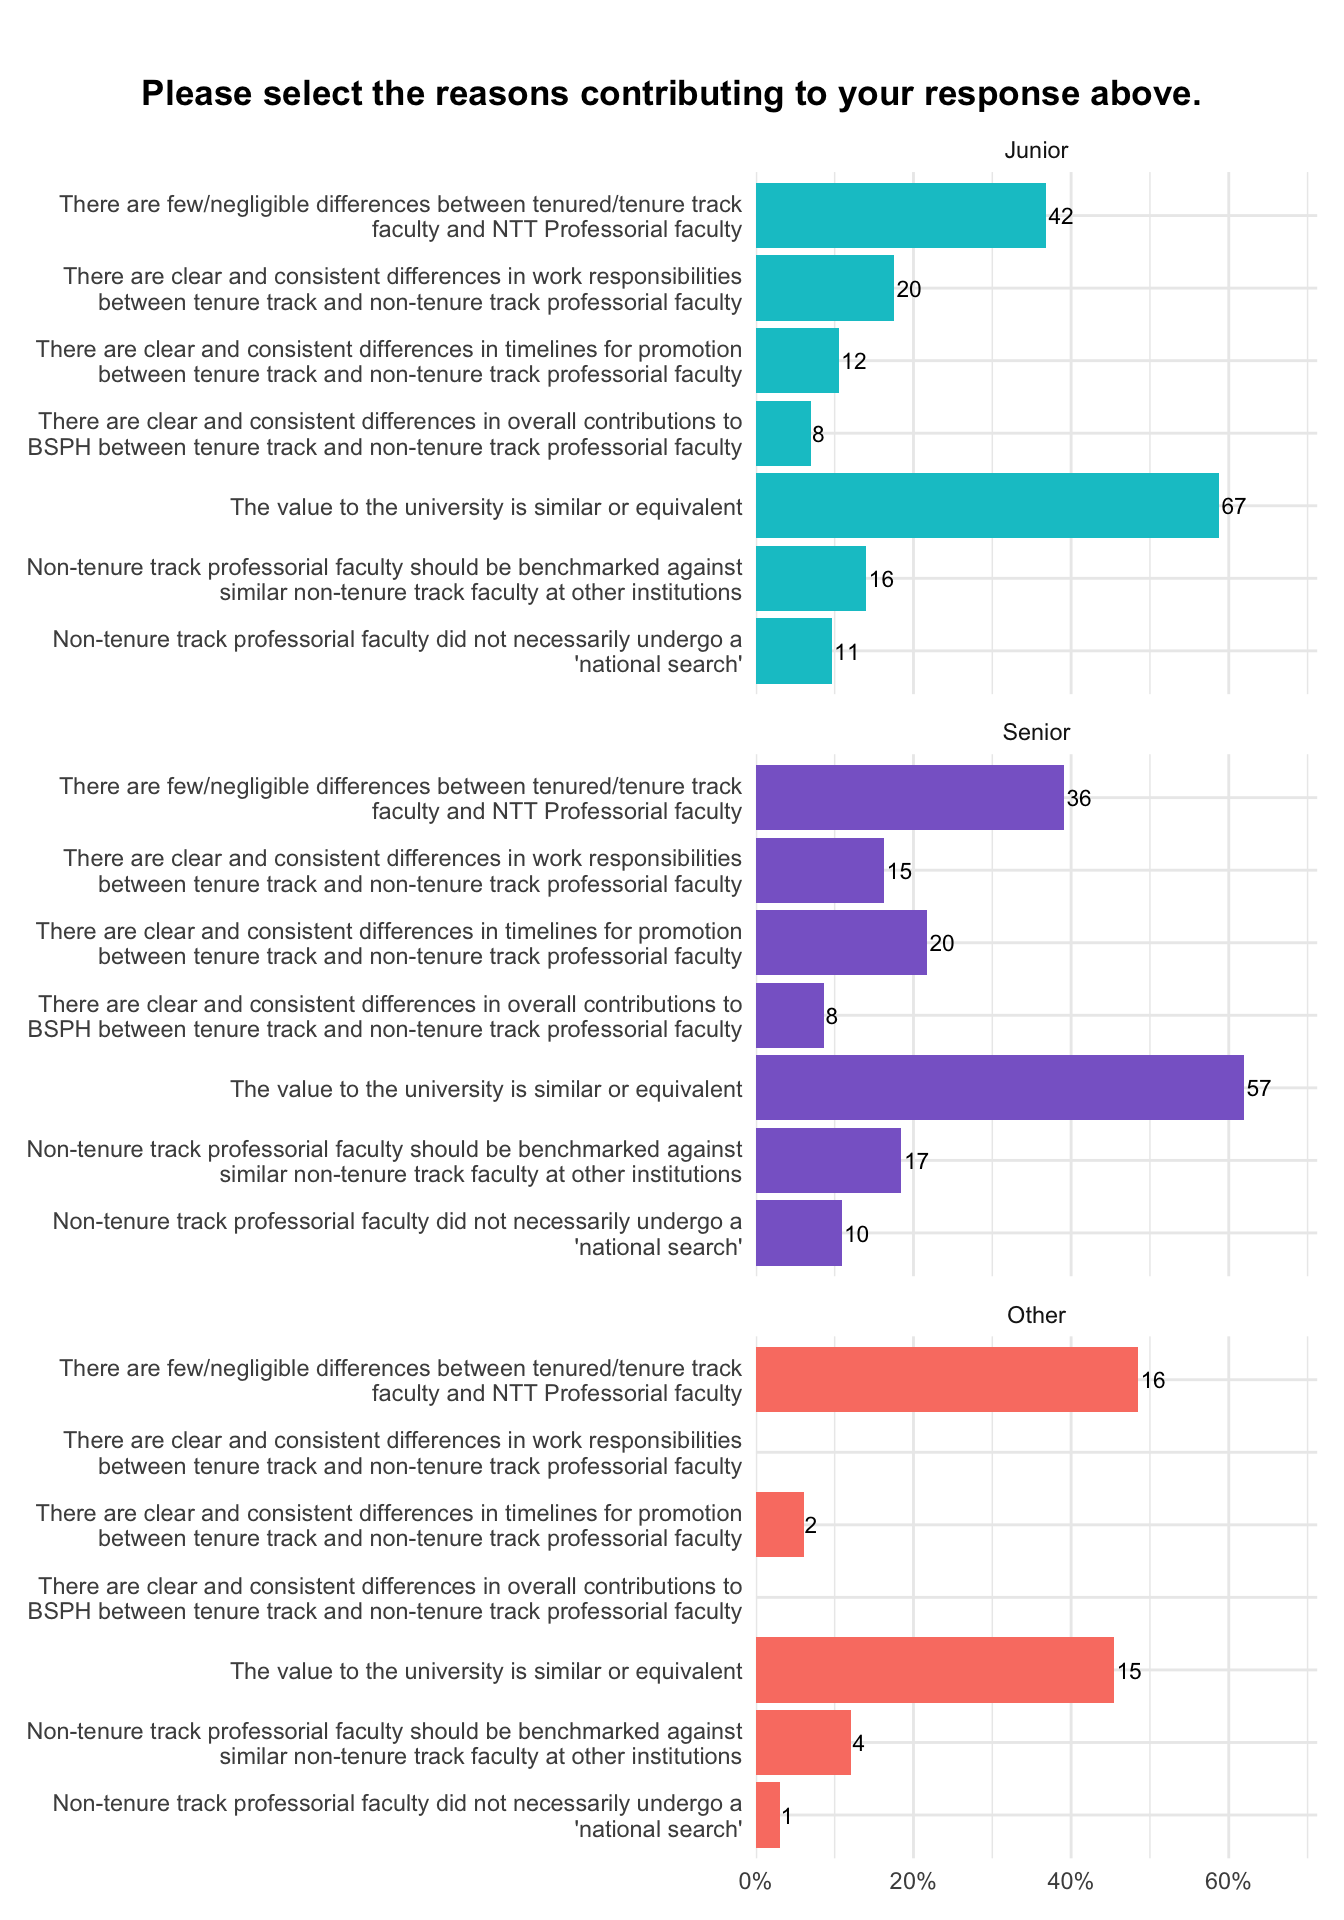 Please select the reasons contributing to your response above.
Junior
There are few/negligible differences between tenured/tenure track
faculty and NTT Professorial faculty
42
There are clear and consistent differences in work responsibilities
between tenure track and non-tenure track professorial faculty
20
There are clear and consistent differences in timelines for promotion
between tenure track and non-tenure track professorial faculty
12
There are clear and consistent differences in overall contributions to
BSPH between tenure track and non-tenure track professorial faculty
8
The value to the university is similar or equivalent
67
Non-tenure track professorial faculty should be benchmarked against
similar non-tenure track faculty at other institutions
16
Non-tenure track professorial faculty did not necessarily undergo a
'national search'
11
Senior
There are few/negligible differences between tenured/tenure track
faculty and NTT Professorial faculty
36
There are clear and consistent differences in work responsibilities
between tenure track and non-tenure track professorial faculty
15
There are clear and consistent differences in timelines for promotion
between tenure track and non-tenure track professorial faculty
20
There are clear and consistent differences in overall contributions to
BSPH between tenure track and non-tenure track professorial faculty
8
The value to the university is similar or equivalent
57
Non-tenure track professorial faculty should be benchmarked against
similar non-tenure track faculty at other institutions
17
Non-tenure track professorial faculty did not necessarily undergo a
'national search'
10
Other
There are few/negligible differences between tenured/tenure track
faculty and NTT Professorial faculty
16
There are clear and consistent differences in work responsibilities
between tenure track and non-tenure track professorial faculty
There are clear and consistent differences in timelines for promotion
between tenure track and non-tenure track professorial faculty
2
There are clear and consistent differences in overall contributions to
BSPH between tenure track and non-tenure track professorial faculty
The value to the university is similar or equivalent
15
Non-tenure track professorial faculty should be benchmarked against
similar non-tenure track faculty at other institutions
4
Non-tenure track professorial faculty did not necessarily undergo a
'national search'
1
0% 20% 40% 60%